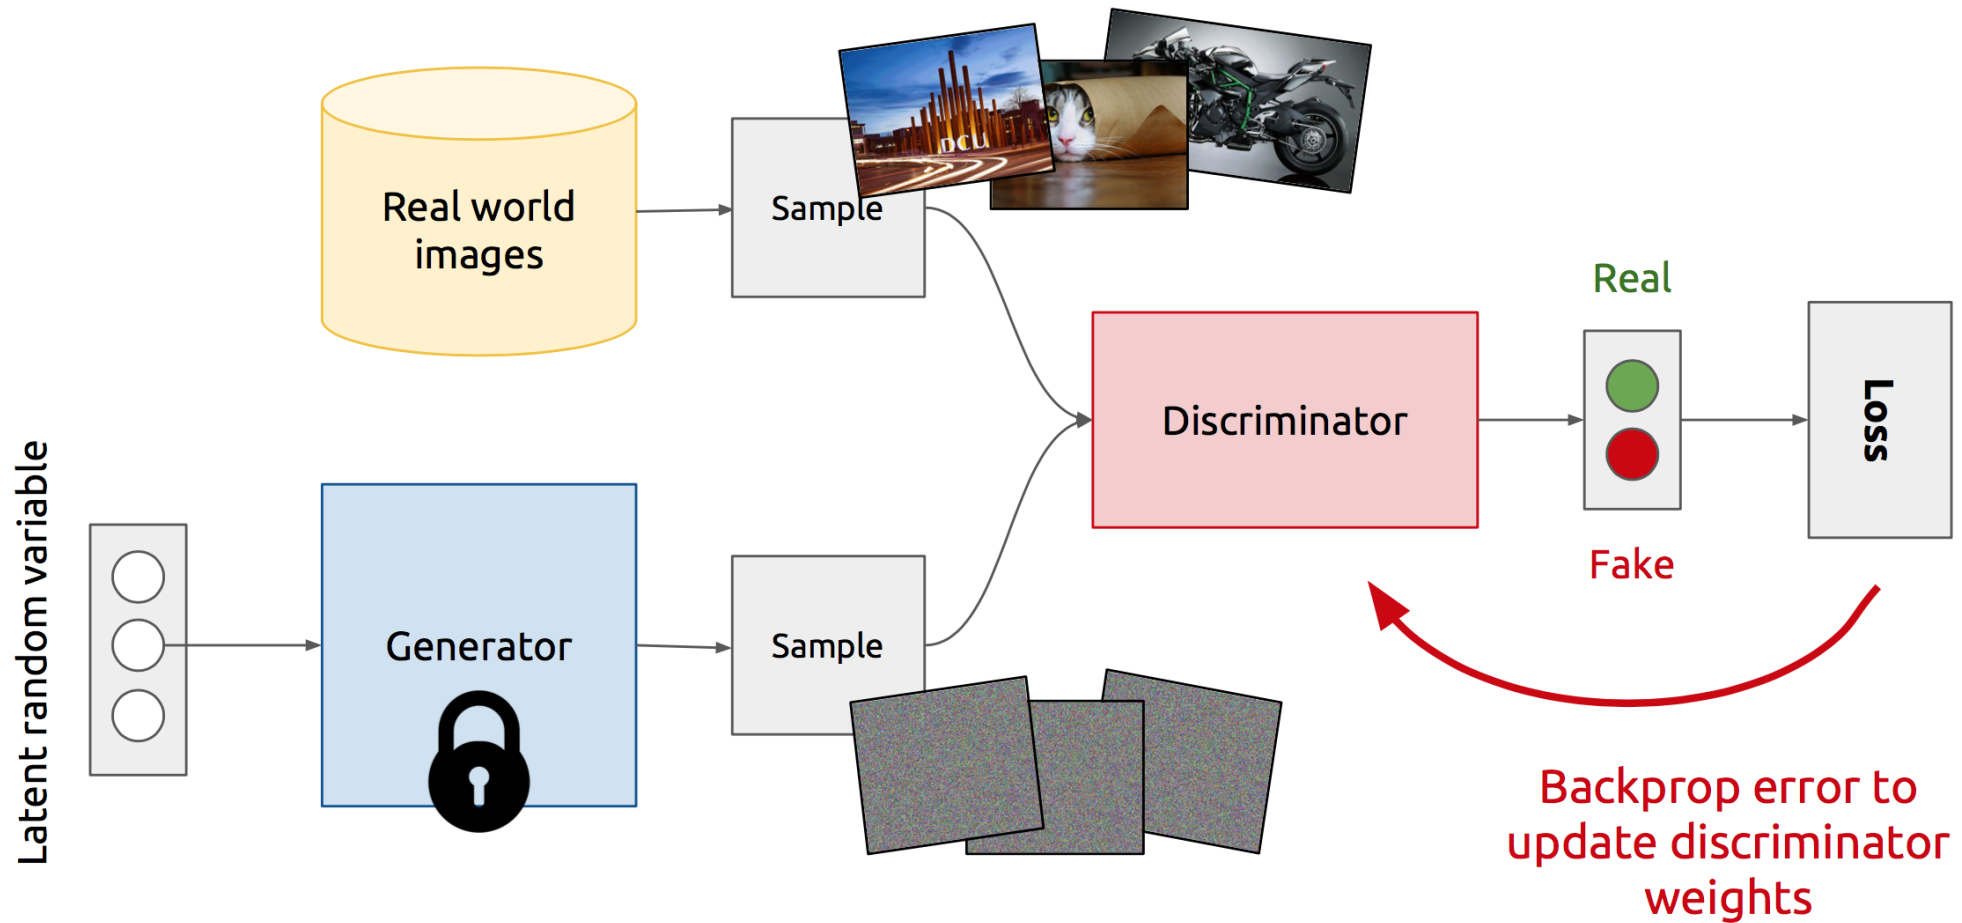 Real world
images
Sample
DCU
Real
Discriminator
Loss
Fake
Latent random variable
Generator
Sample
Backprop error to
update discriminator
weights